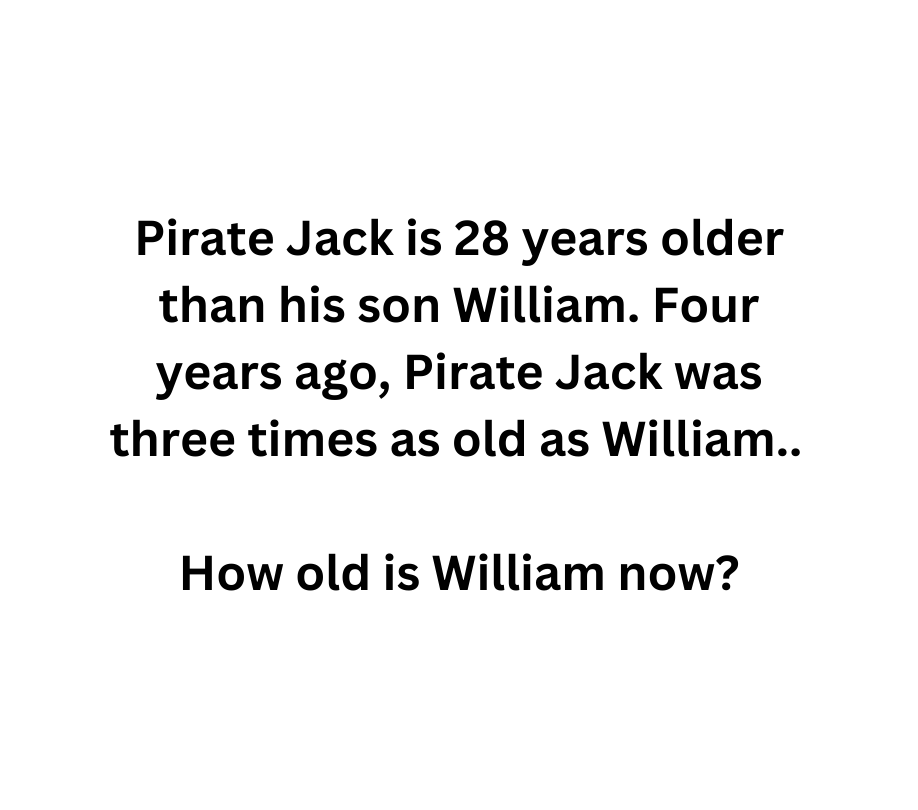 Pirate Jack is 28 years older
than his son William. Four
years ago, Pirate Jack was
three times as old as William..
How old is William now?